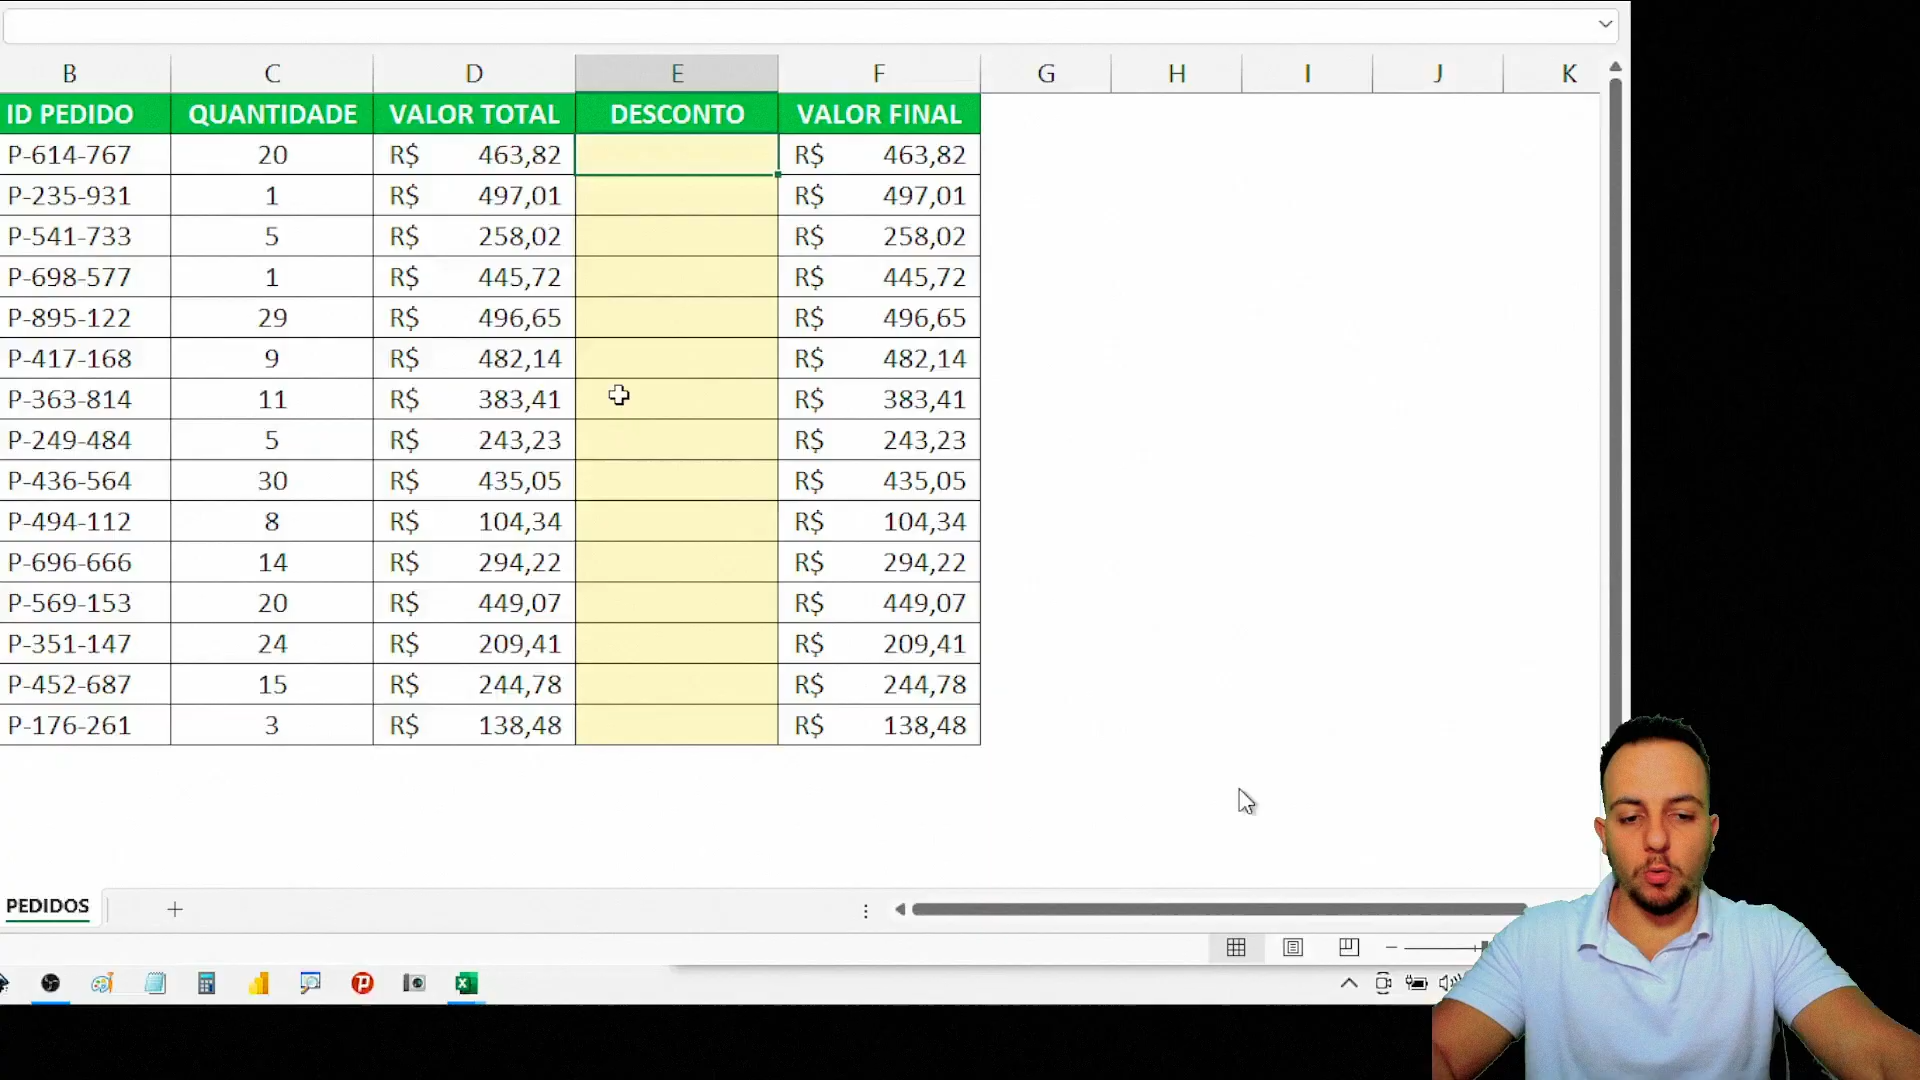 B C D E F G H I J K
ID PEDIDO QUANTIDADE VALOR TOTAL DESCONTO VALOR FINAL
P-614-767 20 R$ 463,82 R$ 463,82
P-235-931 1 R$ 497,01 R$ 497,01
P-541-733 5 R$ 258,02 R$ 258,02
P-698-577 1 R$ 445,72 R$ 445,72
P-895-122 29 R$ 496,65 R$ 496,65
P-417-168 9 R$ 482,14 R$ 482,14
P-363-814 11 R$ 383,41 R$ 383,41
P-249-484 5 R$ 243,23 R$ 243,23
P-436-564 30 R$ 435,05 R$ 435,05
P-494-112 8 R$ 104,34 R$ 104,34
P-696-666 14 R$ 294,22 R$ 294,22
P-569-153 20 R$ 449,07 R$ 449,07
P-351-147 24 R$ 209,41 R$ 209,41
P-452-687 15 R$ 244,78 R$ 244,78
P-176-261 3 R$ 138,48 R$ 138,48
PEDIDOS